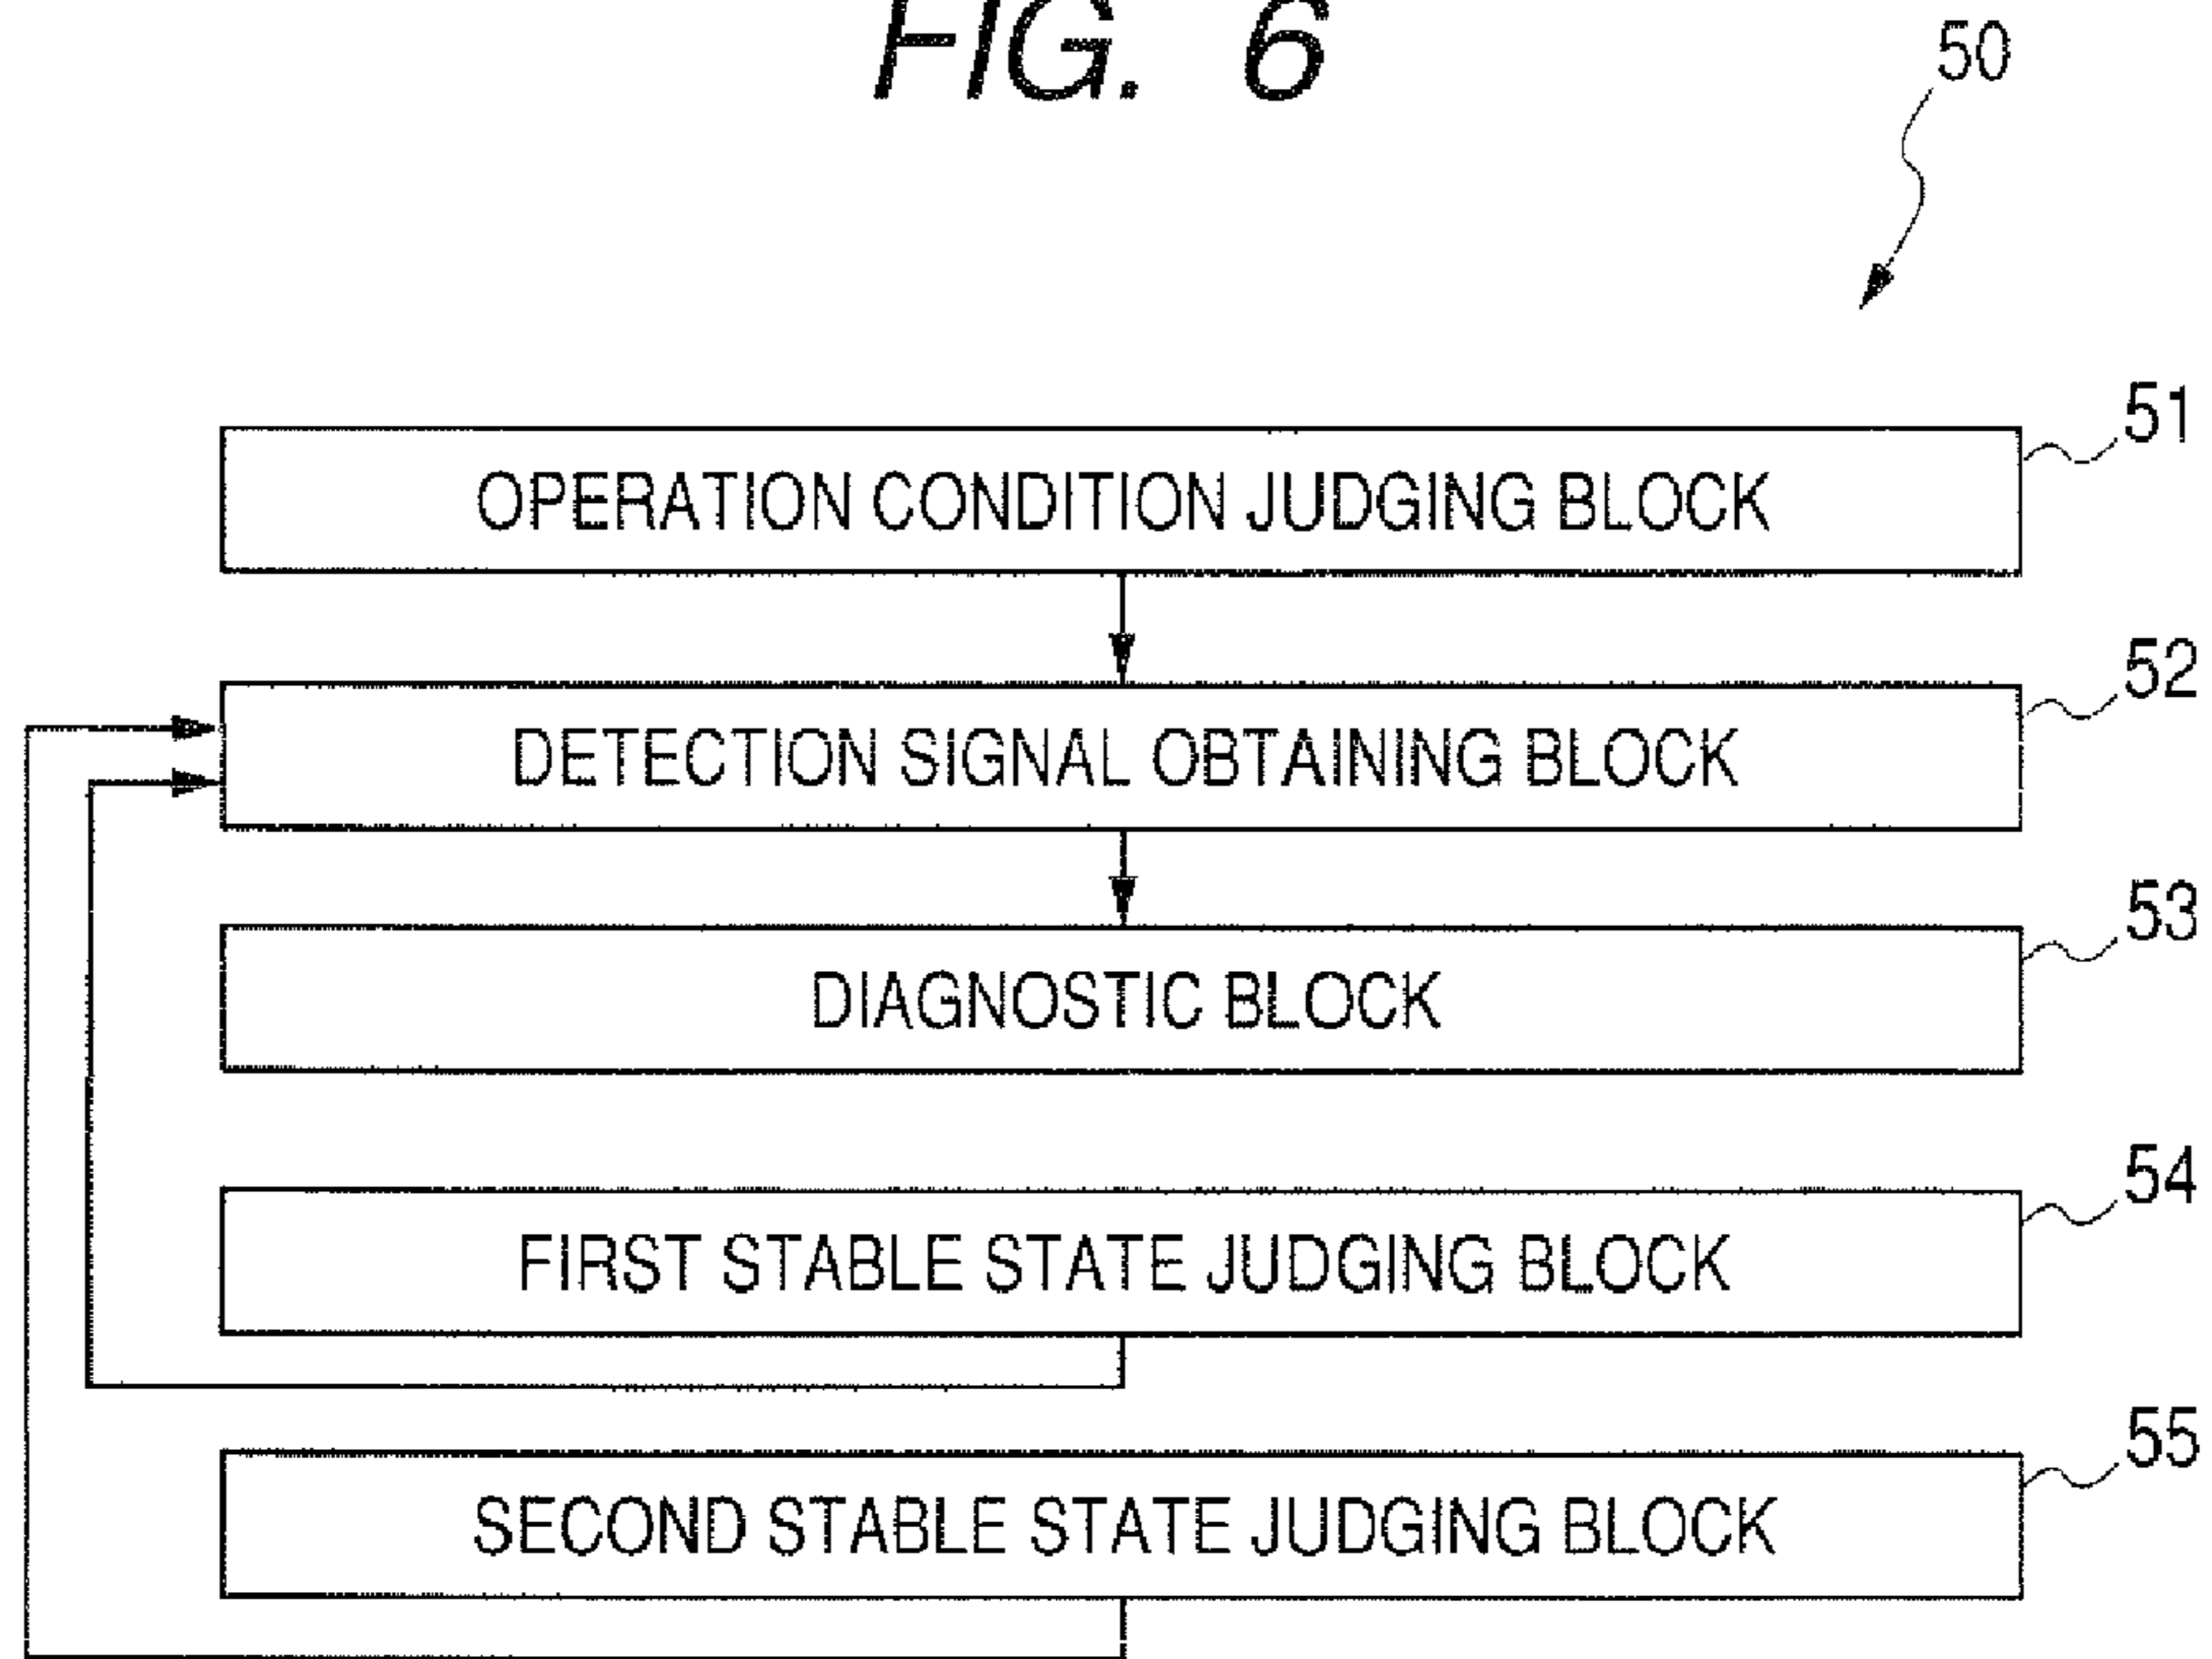 FIG. 6
50
OPERATION CONDITION JUDGING BLOCK
51
DETECTION SIGNAL OBTAINING BLOCK
52
DIAGNOSTIC BLOCK
53
FIRST STABLE STATE JUDGING BLOCK
54
SECOND STABLE STATE JUDGING BLOCK
55